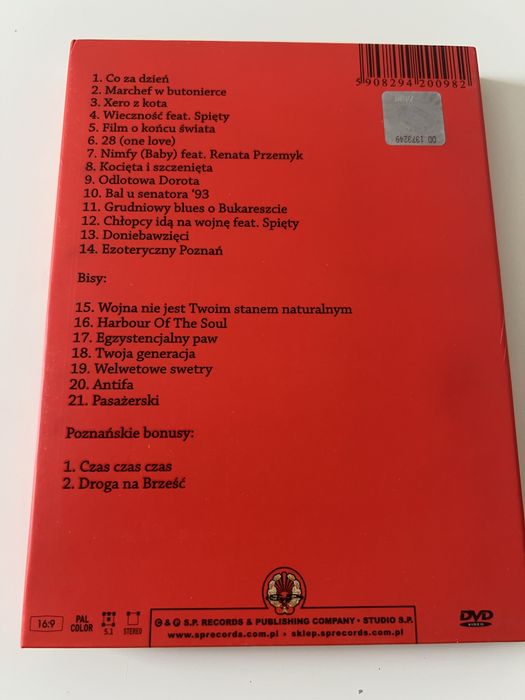 5908294200982
DD 1373249
1. Co za dzień
2. Marchef w butonierce
3. Xero z kota
4. Wieczność feat. Spięty
5. Film o końcu świata
6. 28 (one love)
7. Nimfy (Baby) feat. Renata Przemyk
8. Kocięta i szczenięta
9. Odlotowa Dorota
10. Bal u senatora '93
11. Grudniowy blues o Bukareszcie
12. Chłopcy idą na wojnę feat. Spięty
13. Doniebawzięci
14. Ezoteryczny Poznań
Bisy:
15. Wojna nie jest Twoim stanem naturalnym
16. Harbour Of The Soul
17. Egzystencjalny paw
18. Twoja generacja
19. Welwetowe swetry
20. Antifa
21. Pasażerski
Poznańskie bonusy:
1. Czas czas czas
2. Droga na Brześć
16:9
PAL COLOR
5.1
STEREO
© & ℗ S.P. RECORDS & PUBLISHING COMPANY • STUDIO S.P.
www.sprecords.com.pl • sklep.sprecords.com.pl
DVD
VIDEO